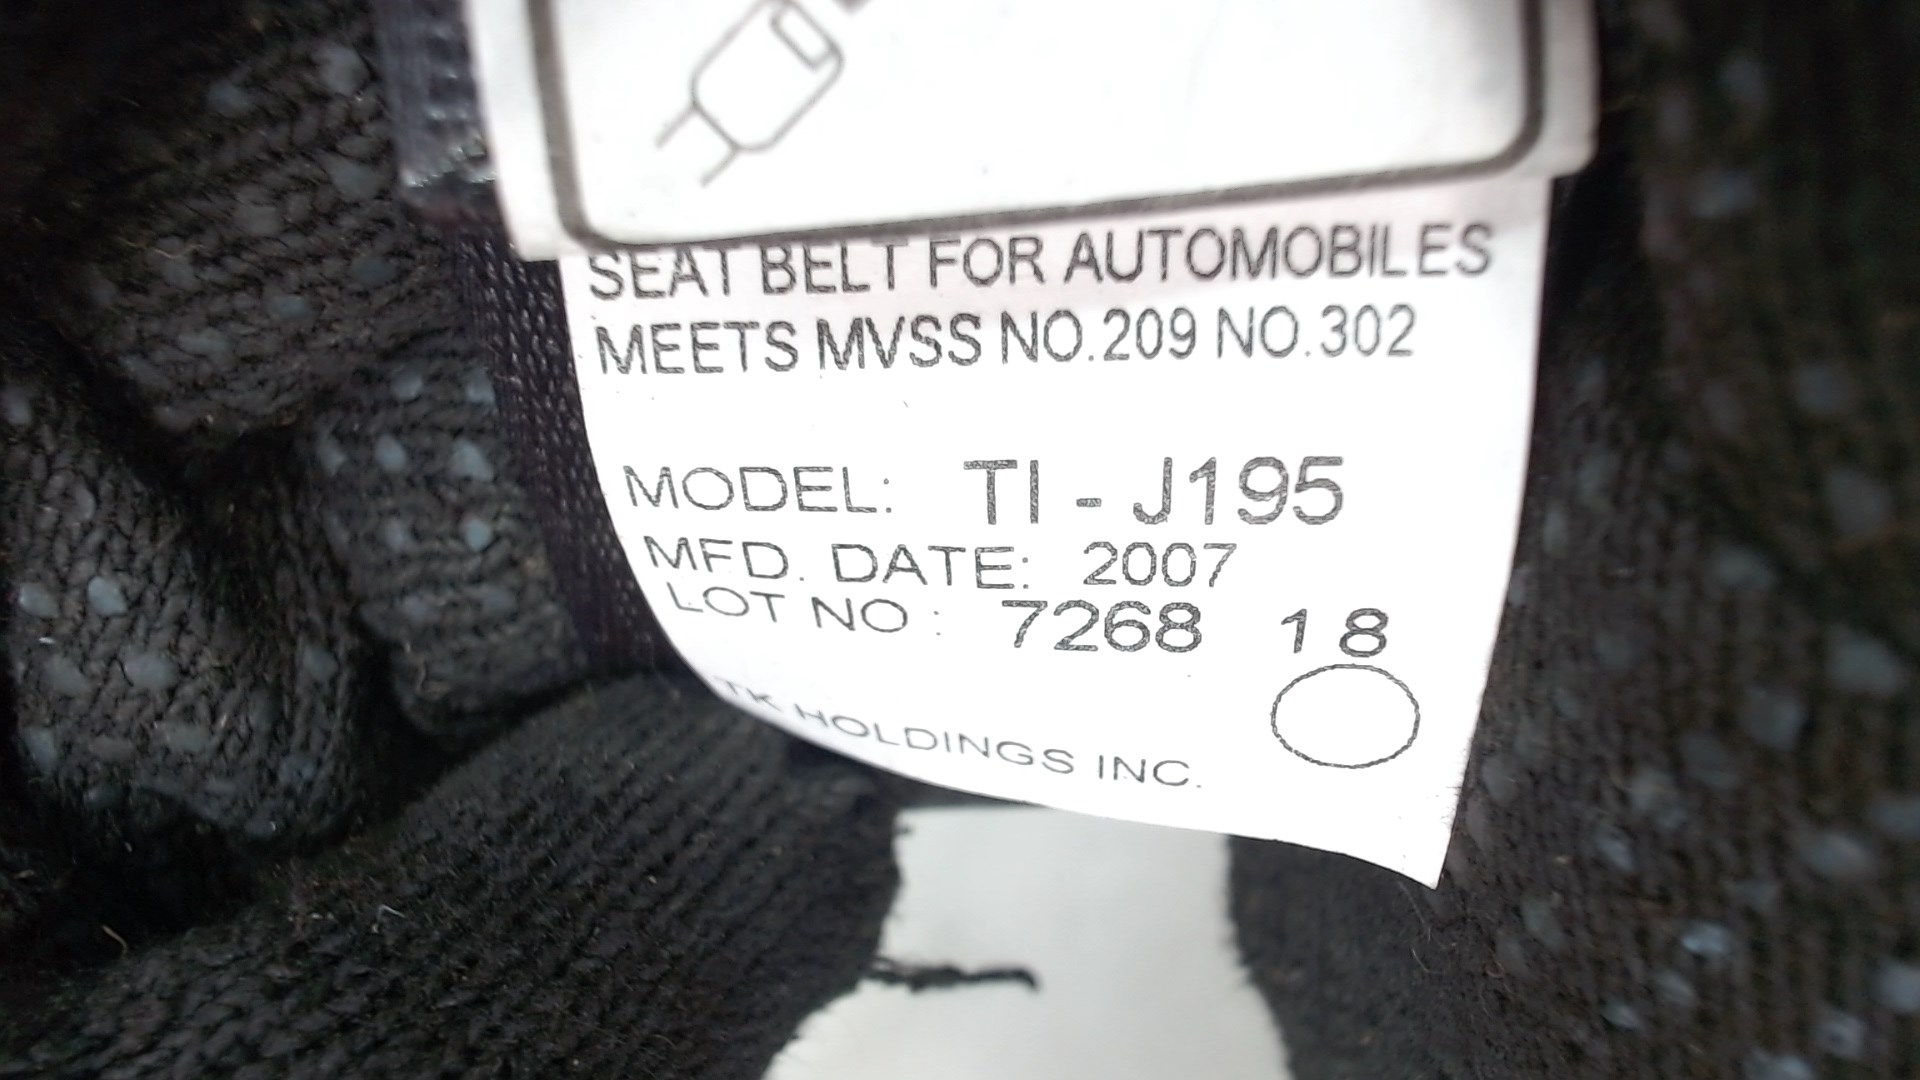 SEAT BELT FOR AUTOMOBILES
MEETS MVSS NO.209 NO.302
MODEL: TI - J195
MFD. DATE: 2007
LOT NO : 7268 18
TK HOLDINGS INC.